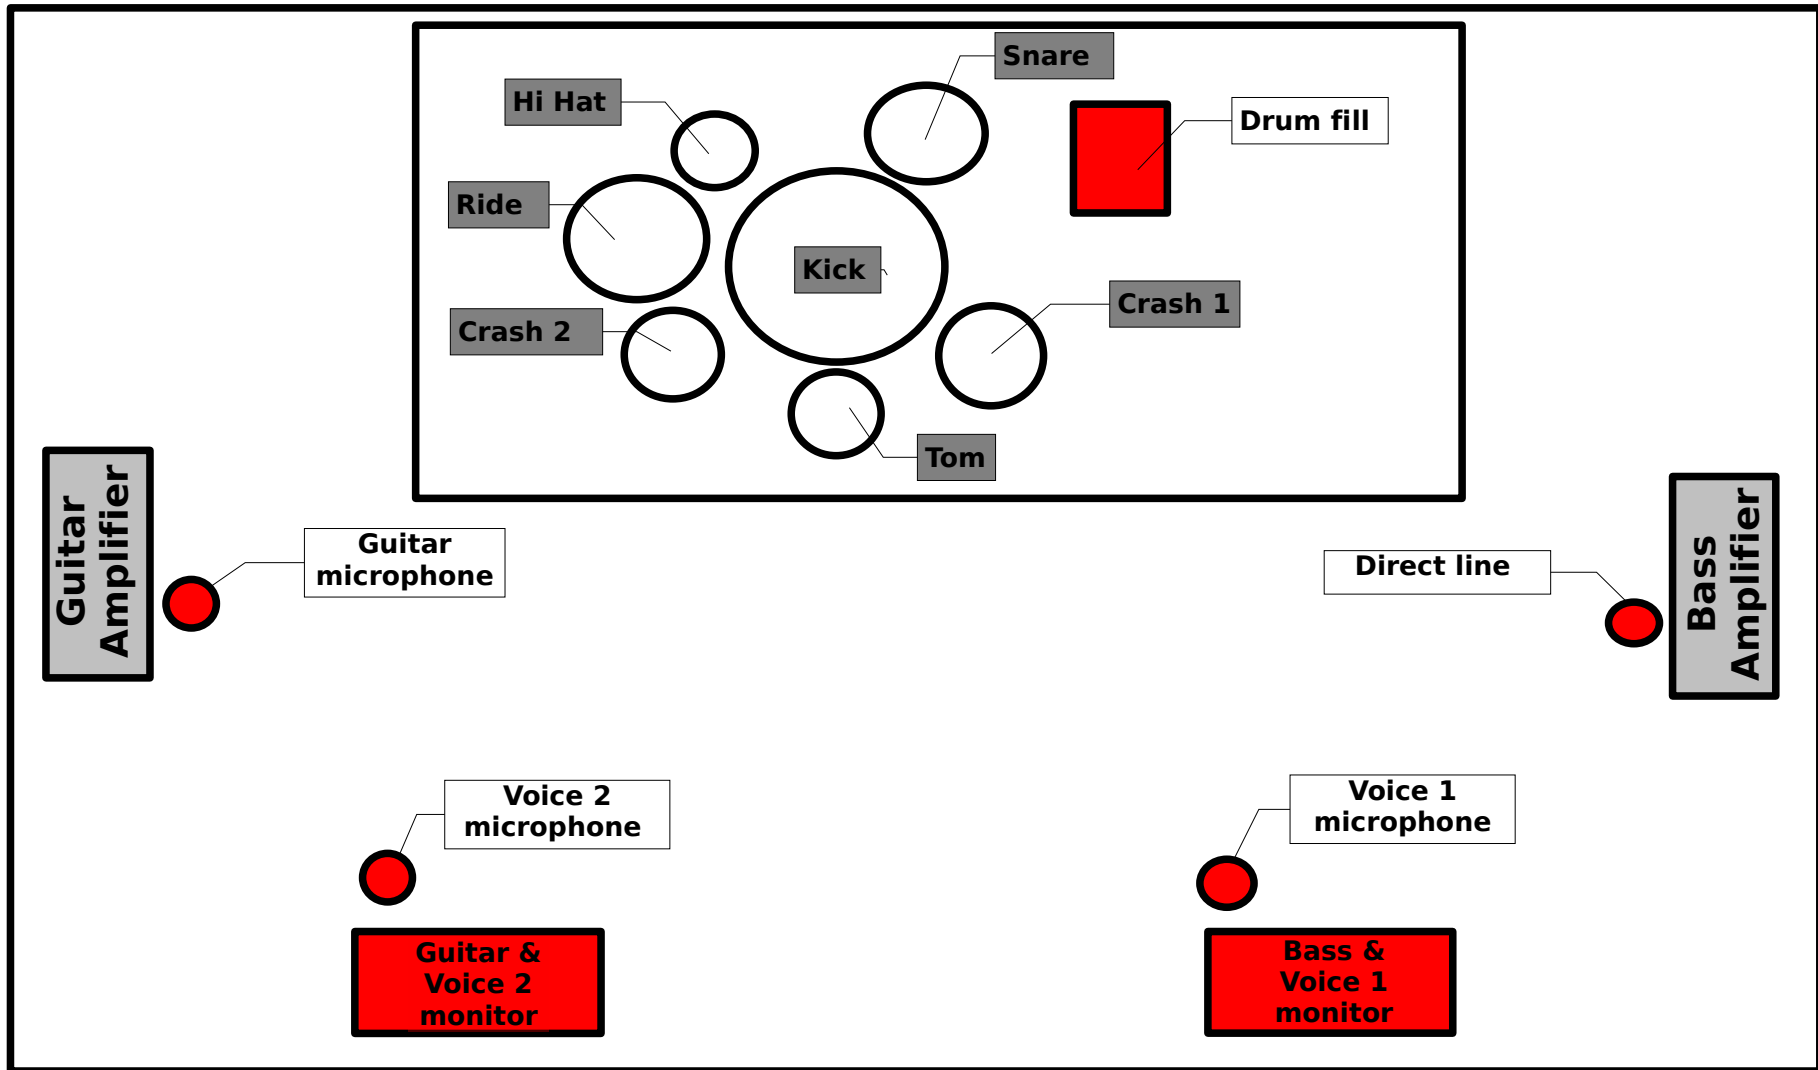 Snare
Hi Hat
Drum fill
Ride
Kick
Crash 1
Crash 2
Tom
Guitar
Amplifier
Guitar
microphone
Direct line
Bass
Amplifier
Voice 2
microphone
Voice 1
microphone
Guitar &
Voice 2
monitor
Bass &
Voice 1
monitor